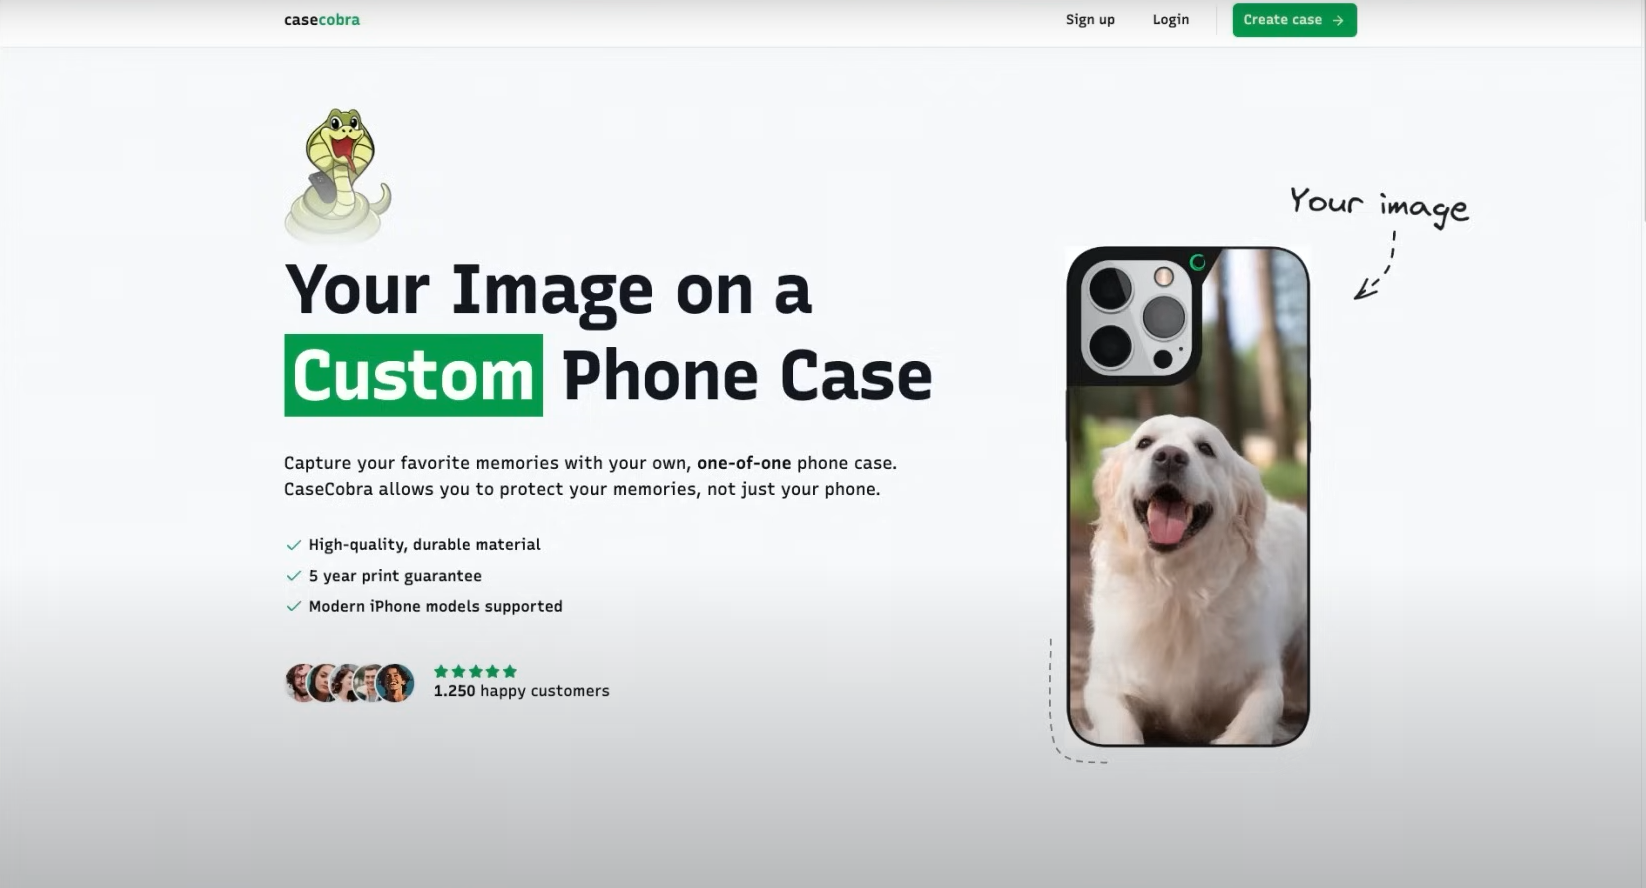 casecobra
Sign up
Login
Create case
Your image
Your Image on a
Custom Phone Case
Capture your favorite memories with your own, one-of-one phone case.
CaseCobra allows you to protect your memories, not just your phone.
High-quality, durable material
5 year print guarantee
Modern iPhone models supported
1.250 happy customers